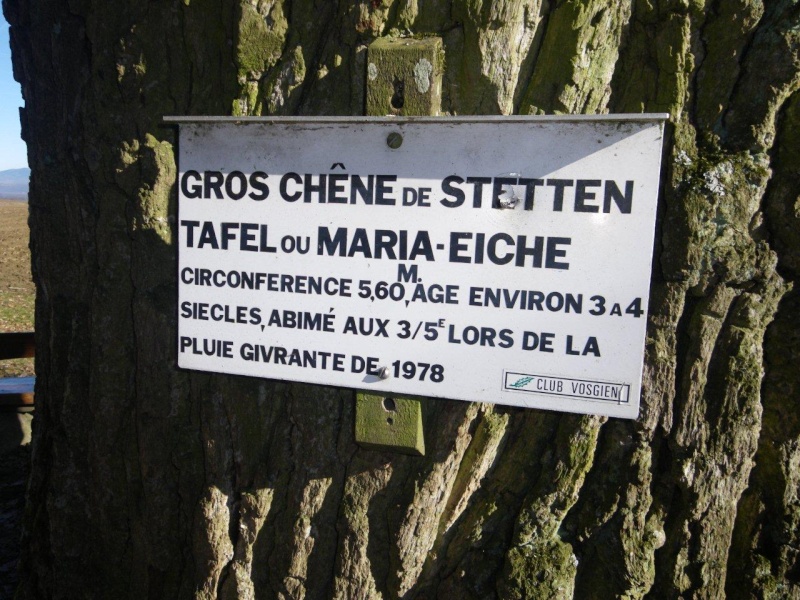 GROS CHÊNE DE STETTEN
TAFEL OU MARIA-EICHE
CIRCONFERENCE 5,60 M., ÂGE ENVIRON 3 A 4
SIECLES, ABIMÉ AUX 3/5E LORS DE LA
PLUIE GIVRANTE DE 1978
CLUB VOSGIEN